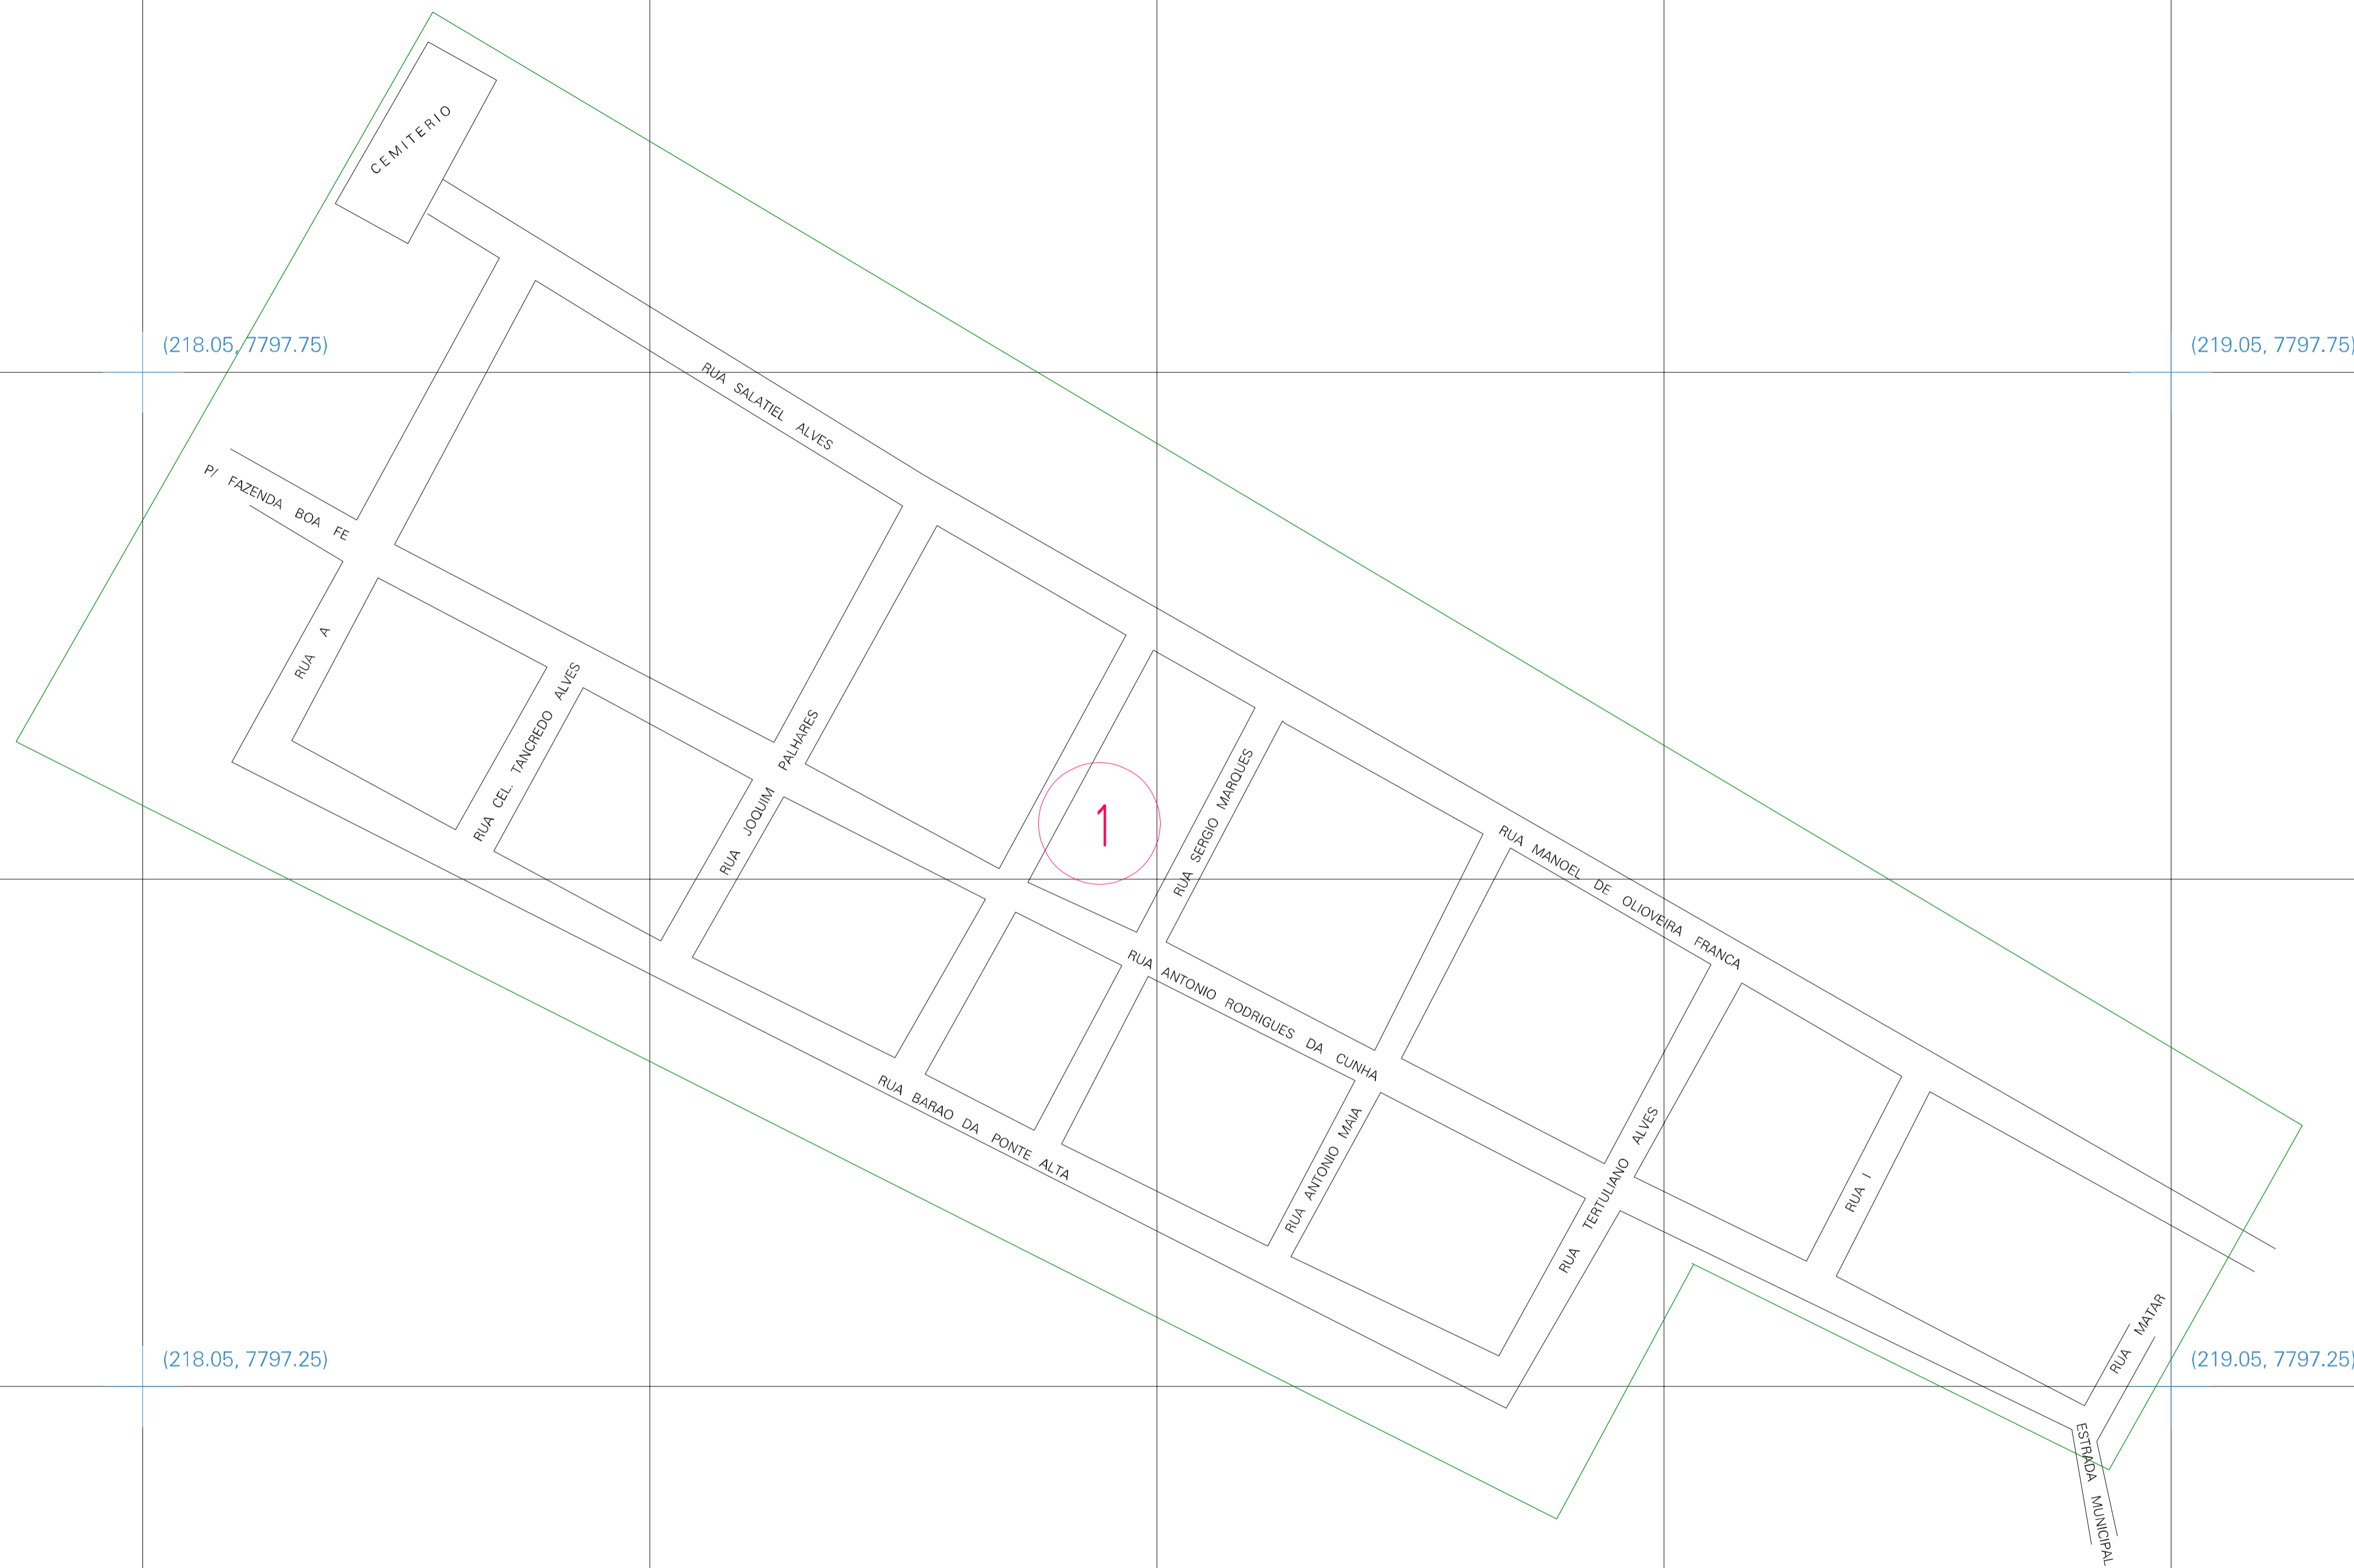 CEMITERIO
(218.05, 7797.75)
(219.05, 7797.75)
RUA SALATIEL ALVES
P/ FAZENDA BOA FE
RUA A
RUA CEL. TANCREDO ALVES
RUA JOQUIM PALHARES
1
RUA SERGIO MARQUES
RUA MANOEL DE OLIOVEIRA FRANCA
RUA ANTONIO RODRIGUES DA CUNHA
RUA BARAO DA PONTE ALTA
RUA ANTONIO MAIA
RUA TERTULIANO ALVES
RUA I
RUA MATAR
(218.05, 7797.25)
(219.05, 7797.25)
ESTRADA MUNICIPAL